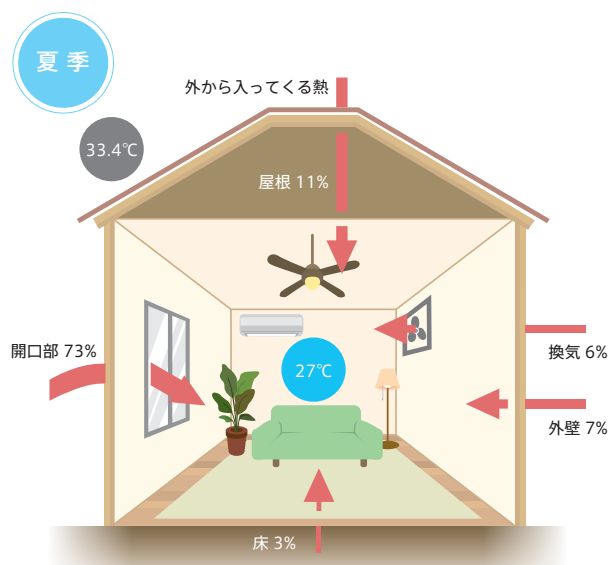 夏季
外から入ってくる熱
33.4℃
屋根 11%
開口部 73%
27℃
換気 6%
外壁 7%
床 3%